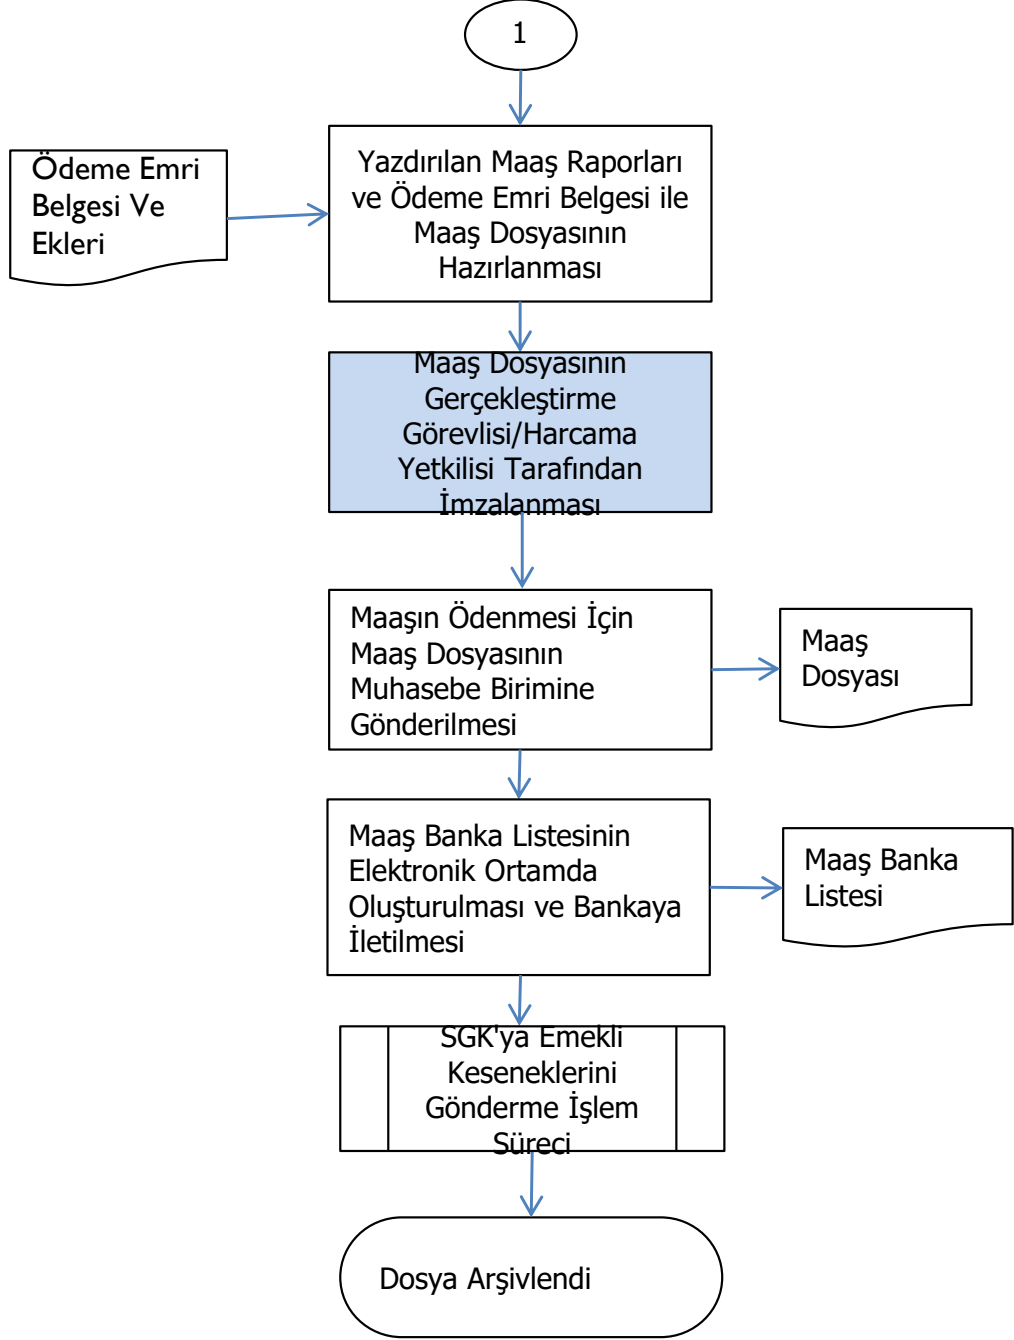 1
Ödeme Emri
Belgesi Ve
Ekleri
Yazdırılan Maaş Raporları
ve Ödeme Emri Belgesi ile
Maaş Dosyasının
Hazırlanması
Maaş Dosyasının
Gerçekleştirme
Görevlisi/Harcama
Yetkilisi Tarafından
İmzalanması
Maaşın Ödenmesi İçin
Maaş Dosyasının
Muhasebe Birimine
Gönderilmesi
Maaş
Dosyası
Maaş Banka Listesinin
Elektronik Ortamda
Oluşturulması ve Bankaya
İletilmesi
Maaş Banka
Listesi
SGK'ya Emekli
Keseneklerini
Gönderme İşlem
Süreci
Dosya Arşivlendi